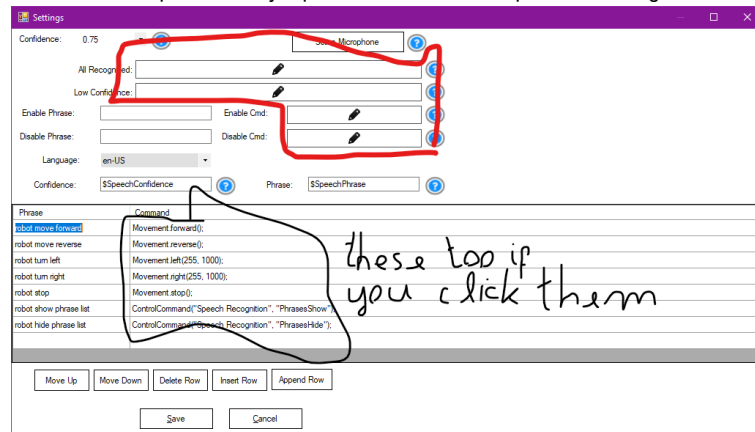 Settings
Confidence: 0.75 Microphone
All Recognized:
Low Confidence:
Enable Phrase: Enable Cmd:
Disable Phrase: Disable Cmd:
Language: en-US
Confidence: $SpeechConfidence Phrase: $SpeechPhrase
Phrase Command
robot move forward Movement.forward();
robot move reverse Movement.reverse();
robot turn left Movement.left(255, 1000);
robot turn right Movement.right(255, 1000);
robot stop Movement.stop();
robot show phrase list ControlCommand("Speech Recognition", "PhrasesShow");
robot hide phrase list ControlCommand("Speech Recognition", "PhrasesHide");
these too if
you click them
Move Up Move Down Delete Row Insert Row Append Row
Save Cancel